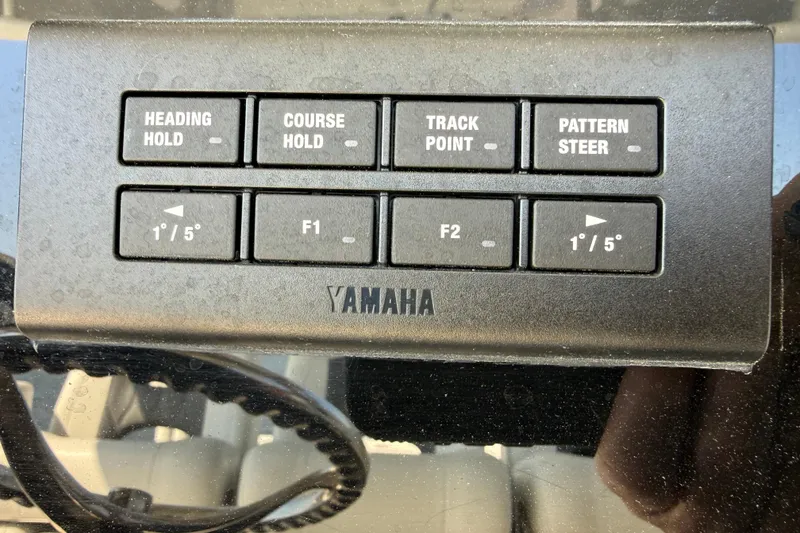 HEADING
HOLD
COURSE
HOLD
TRACK
POINT
PATTERN
STEER
◄
1°/5°
F1
F2
►
1°/5°
YAMAHA